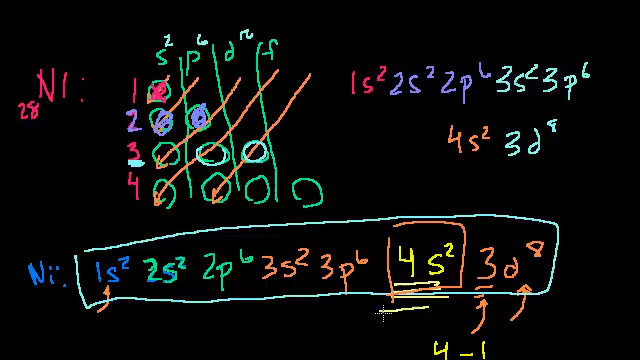 s² p⁶ d¹⁰ f
28Ni: 1 1s² 2s² 2p⁶ 3s² 3p⁶
2
3 4s² 3d⁸
4
Ni: 1s² 2s² 2p⁶ 3s² 3p⁶ 4s² 3d⁸
4-1